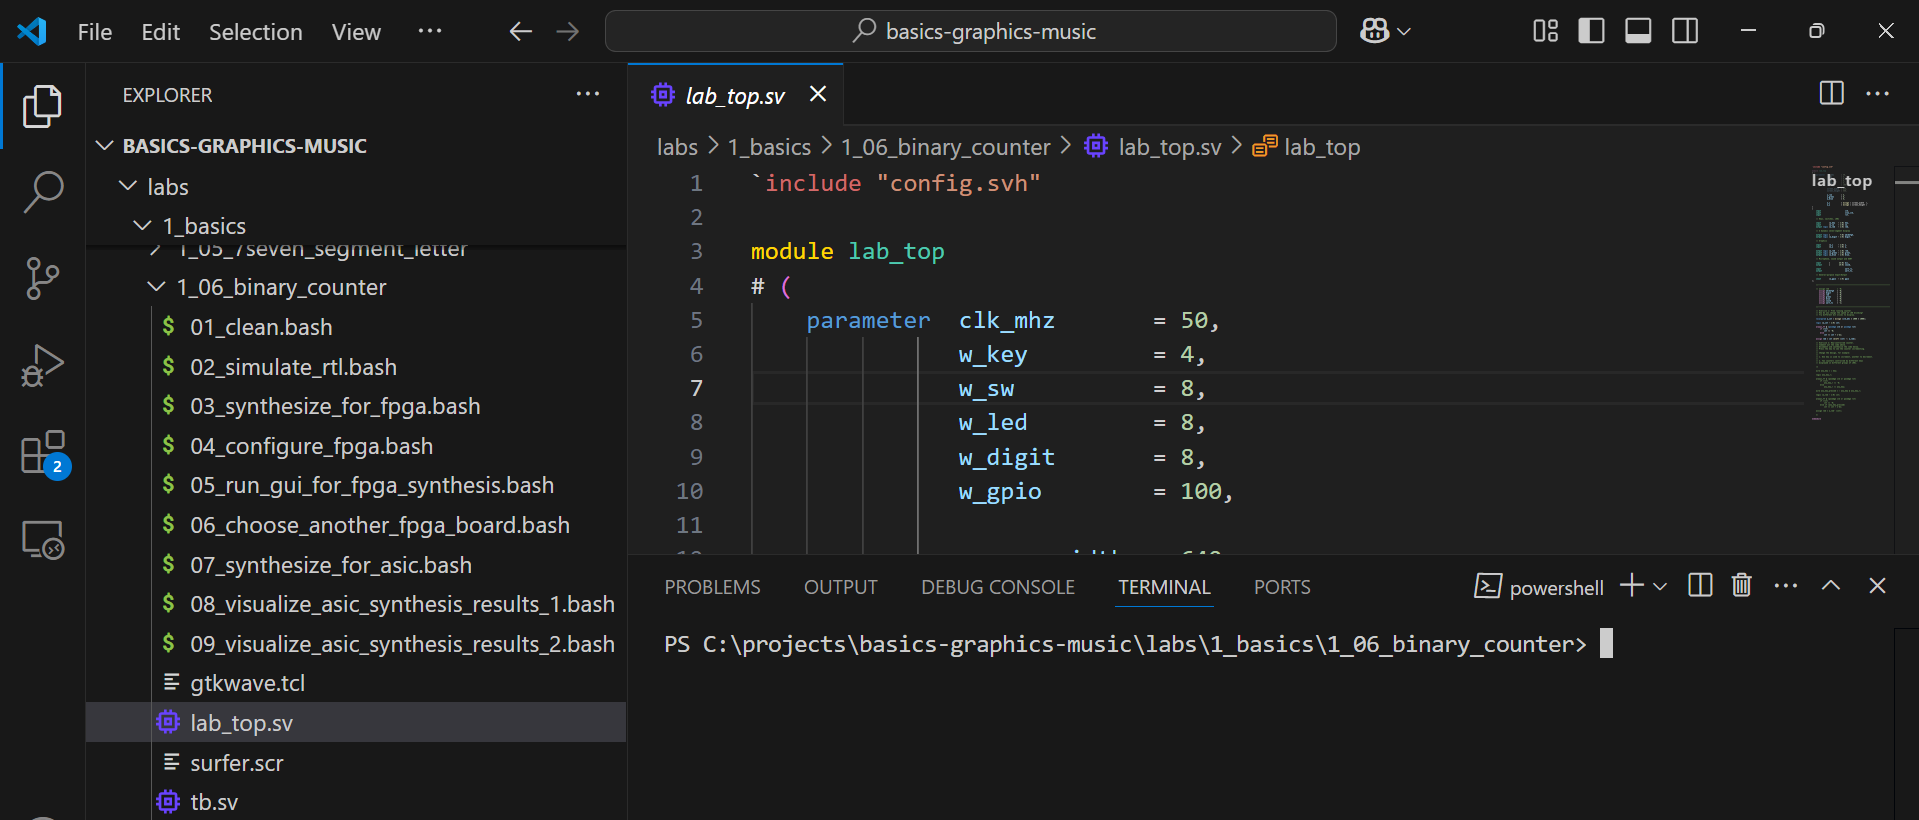 File Edit Selection View ···
basics-graphics-music
EXPLORER
BASICS-GRAPHICS-MUSIC
labs
1_basics
1_05_7seven_segment_letter
1_06_binary_counter
01_clean.bash
02_simulate_rtl.bash
03_synthesize_for_fpga.bash
04_configure_fpga.bash
05_run_gui_for_fpga_synthesis.bash
06_choose_another_fpga_board.bash
07_synthesize_for_asic.bash
08_visualize_asic_synthesis_results_1.bash
09_visualize_asic_synthesis_results_2.bash
gtkwave.tcl
lab_top.sv
surfer.scr
tb.sv
2
lab_top.sv
labs > 1_basics > 1_06_binary_counter > lab_top.sv > lab_top
1 `include "config.svh"
2
3 module lab_top
4 # (
5 parameter clk_mhz = 50,
6 w_key = 4,
7 w_sw = 8,
8 w_led = 8,
9 w_digit = 8,
10 w_gpio = 100,
11
lab_top
PROBLEMS OUTPUT DEBUG CONSOLE TERMINAL PORTS
powershell
PS C:\projects\basics-graphics-music\labs\1_basics\1_06_binary_counter>